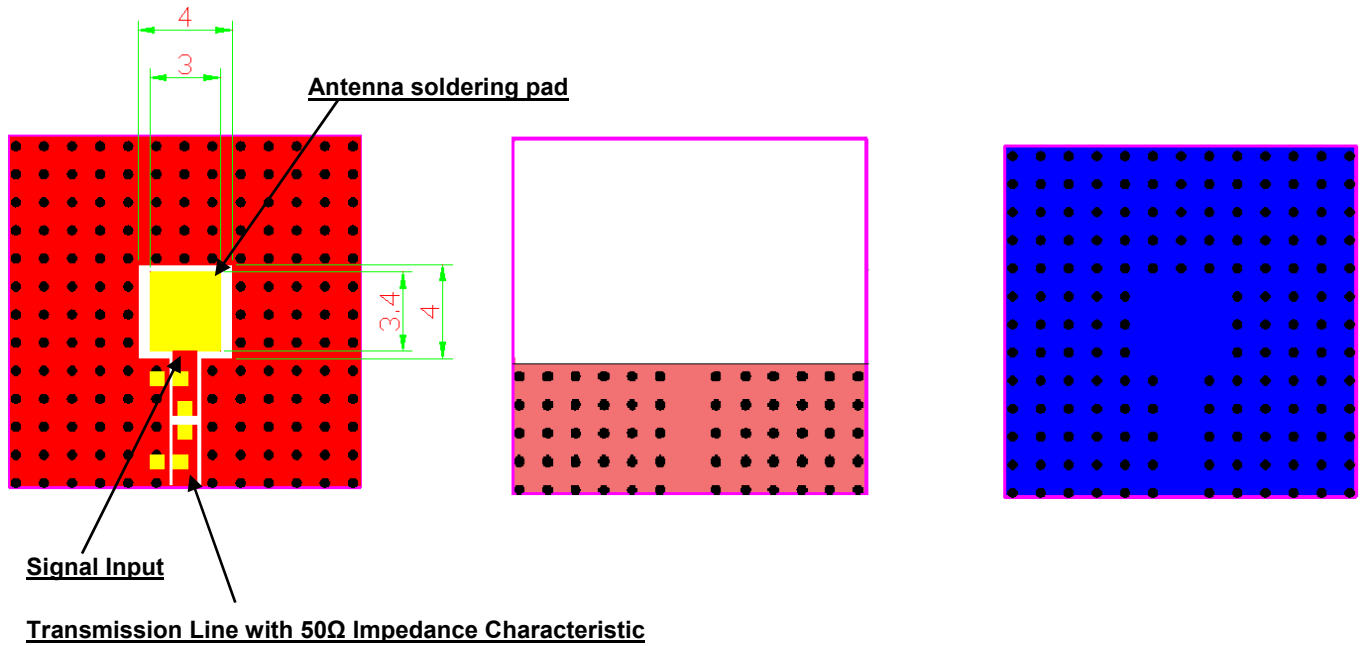 4
3
Antenna soldering pad
3.4
4
Signal Input
Transmission Line with 50Ω Impedance Characteristic